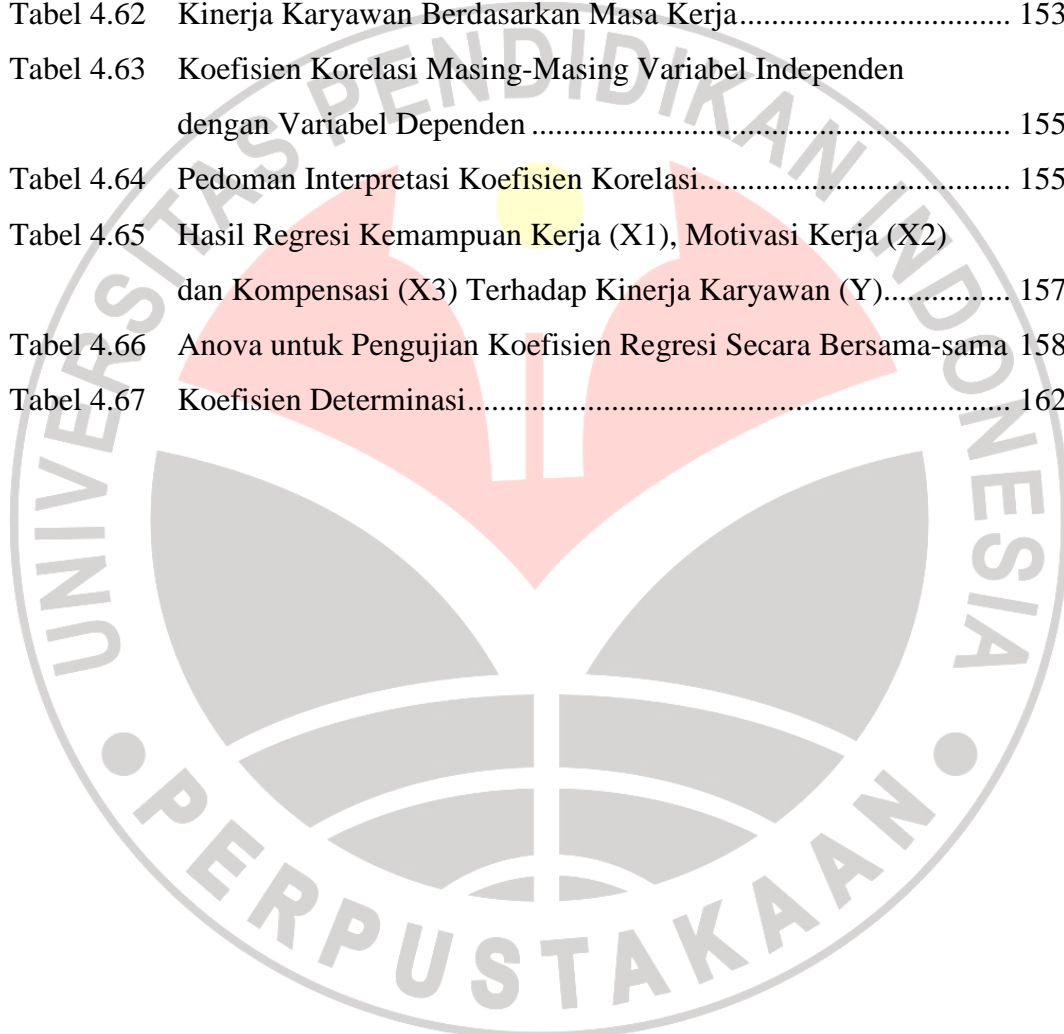 Tabel 4.62 Kinerja Karyawan Berdasarkan Masa Kerja.................................. 153
Tabel 4.63 Koefisien Korelasi Masing-Masing Variabel Independen
dengan Variabel Dependen ............................................................ 155
Tabel 4.64 Pedoman Interpretasi Koefisien Korelasi....................................... 155
Tabel 4.65 Hasil Regresi Kemampuan Kerja (X1), Motivasi Kerja (X2)
dan Kompensasi (X3) Terhadap Kinerja Karyawan (Y)................ 157
Tabel 4.66 Anova untuk Pengujian Koefisien Regresi Secara Bersama-sama 158
Tabel 4.67 Koefisien Determinasi.................................................................... 162
UNIVERSITAS PENDIDIKAN INDONESIA
PERPUSTAKAAN